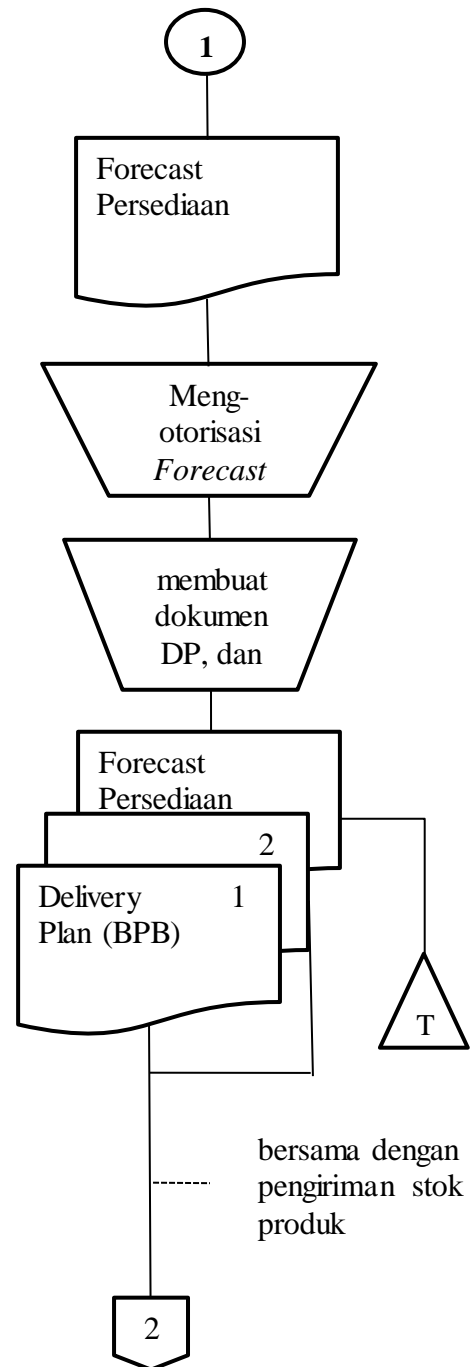 1
Forecast
Persediaan
Meng-
otorisasi
Forecast
membuat
dokumen
DP, dan
Forecast
Persediaan
2
Delivery 1
Plan (BPB)
T
bersama dengan
pengiriman stok
produk
2